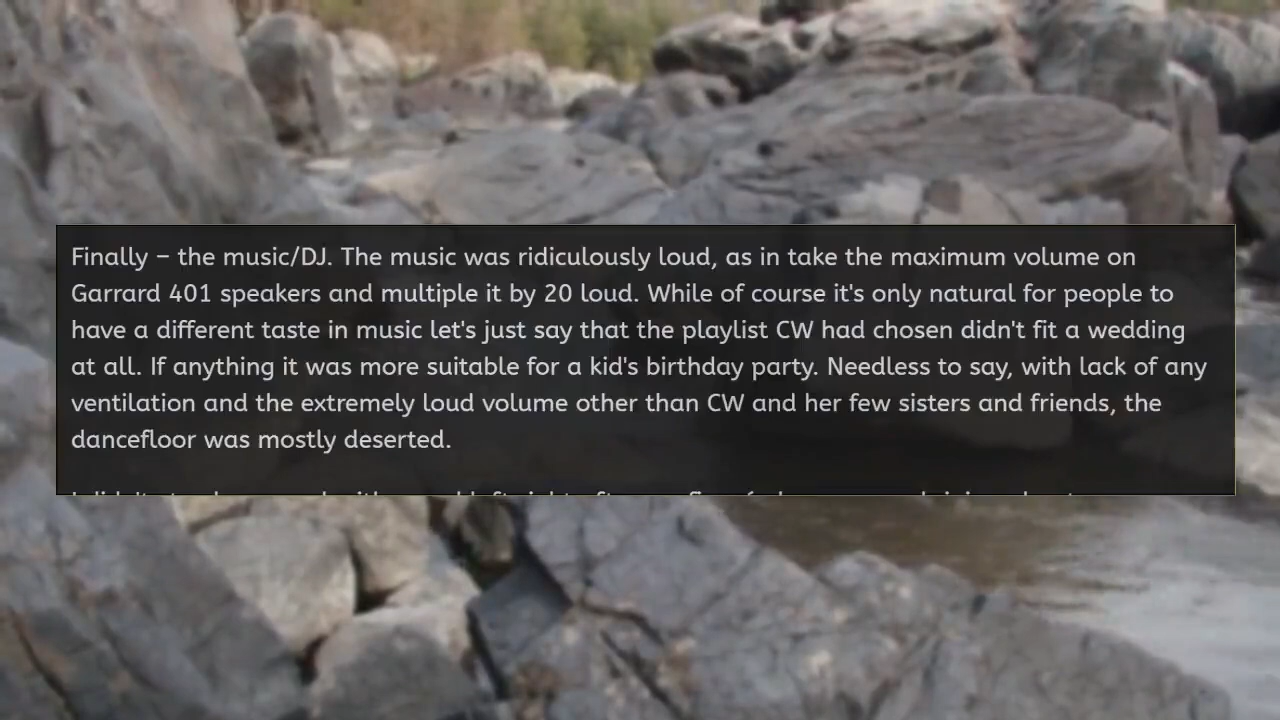 Finally – the music/DJ. The music was ridiculously loud, as in take the maximum volume on
Garrard 401 speakers and multiple it by 20 loud. While of course it's only natural for people to
have a different taste in music let's just say that the playlist CW had chosen didn't fit a wedding
at all. If anything it was more suitable for a kid's birthday party. Needless to say, with lack of any
ventilation and the extremely loud volume other than CW and her few sisters and friends, the
dancefloor was mostly deserted.